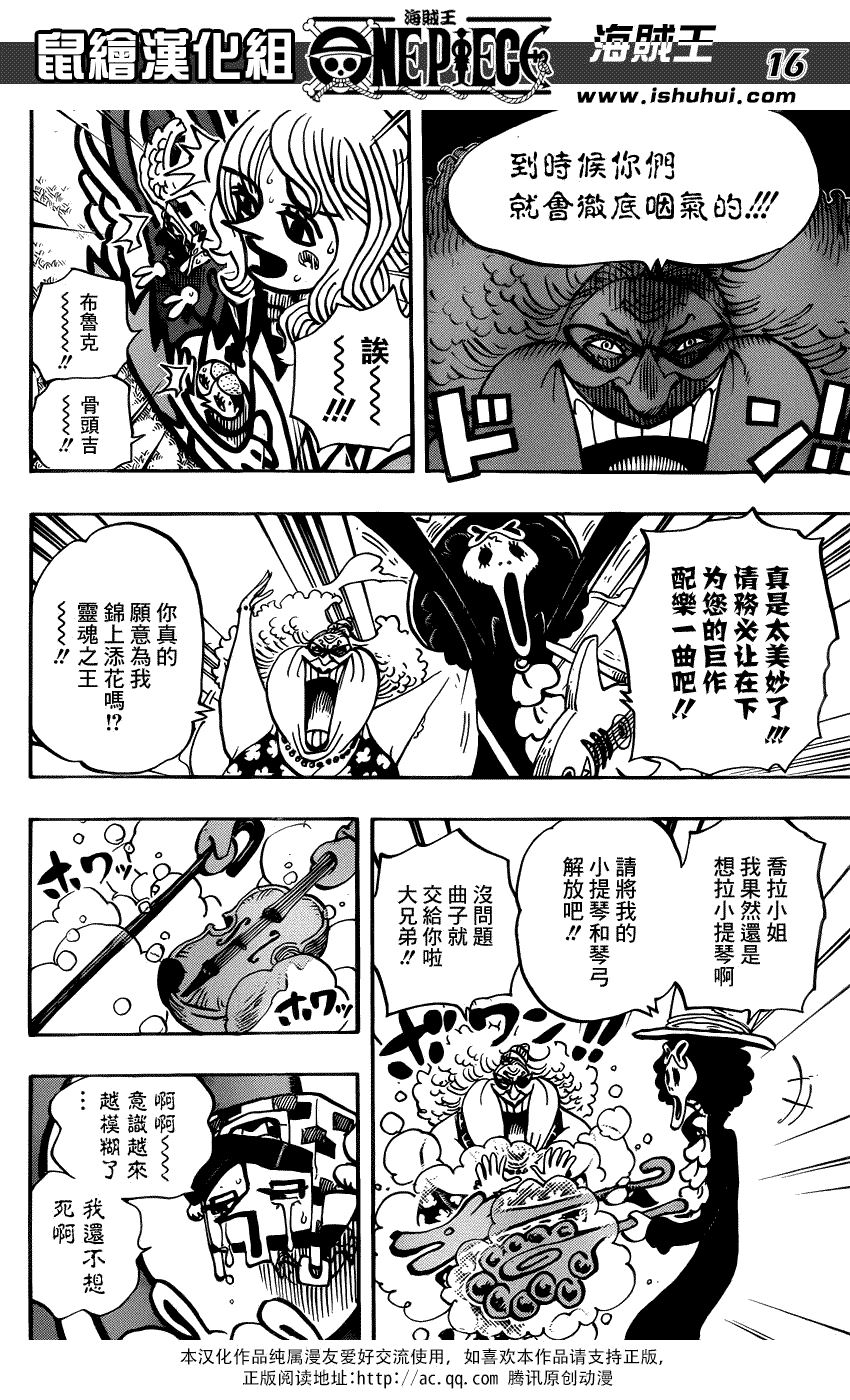 鼠繪漢化組
海賊王
ONE PIECE
海賊王
16
www.ishuhui.com
到時候你們
就會徹底咽氣的!!!
ドーン!!
誒~~~!!!
布魯克~~~~!!
骨頭吉~~~~!!
真是太美妙了!!!
请務必让在下
为您的巨作
配樂一曲吧!!
你真的
願意為我
錦上添花嗎!?
靈魂之王~~~~!!
喬拉小姐
我果然還是
想拉小提琴啊
請將我的
小提琴和琴弓
解放吧!!
沒問題
曲子就
交給你啦
大兄弟!!
ボワワン!
ホワッ
ホワッ
啊啊~~
意識越來
越模糊了
…
我還不想
死啊
本汉化作品纯属漫友爱好交流使用，如喜欢本作品请支持正版，
正版阅读地址:http://ac.qq.com 腾讯原创动漫